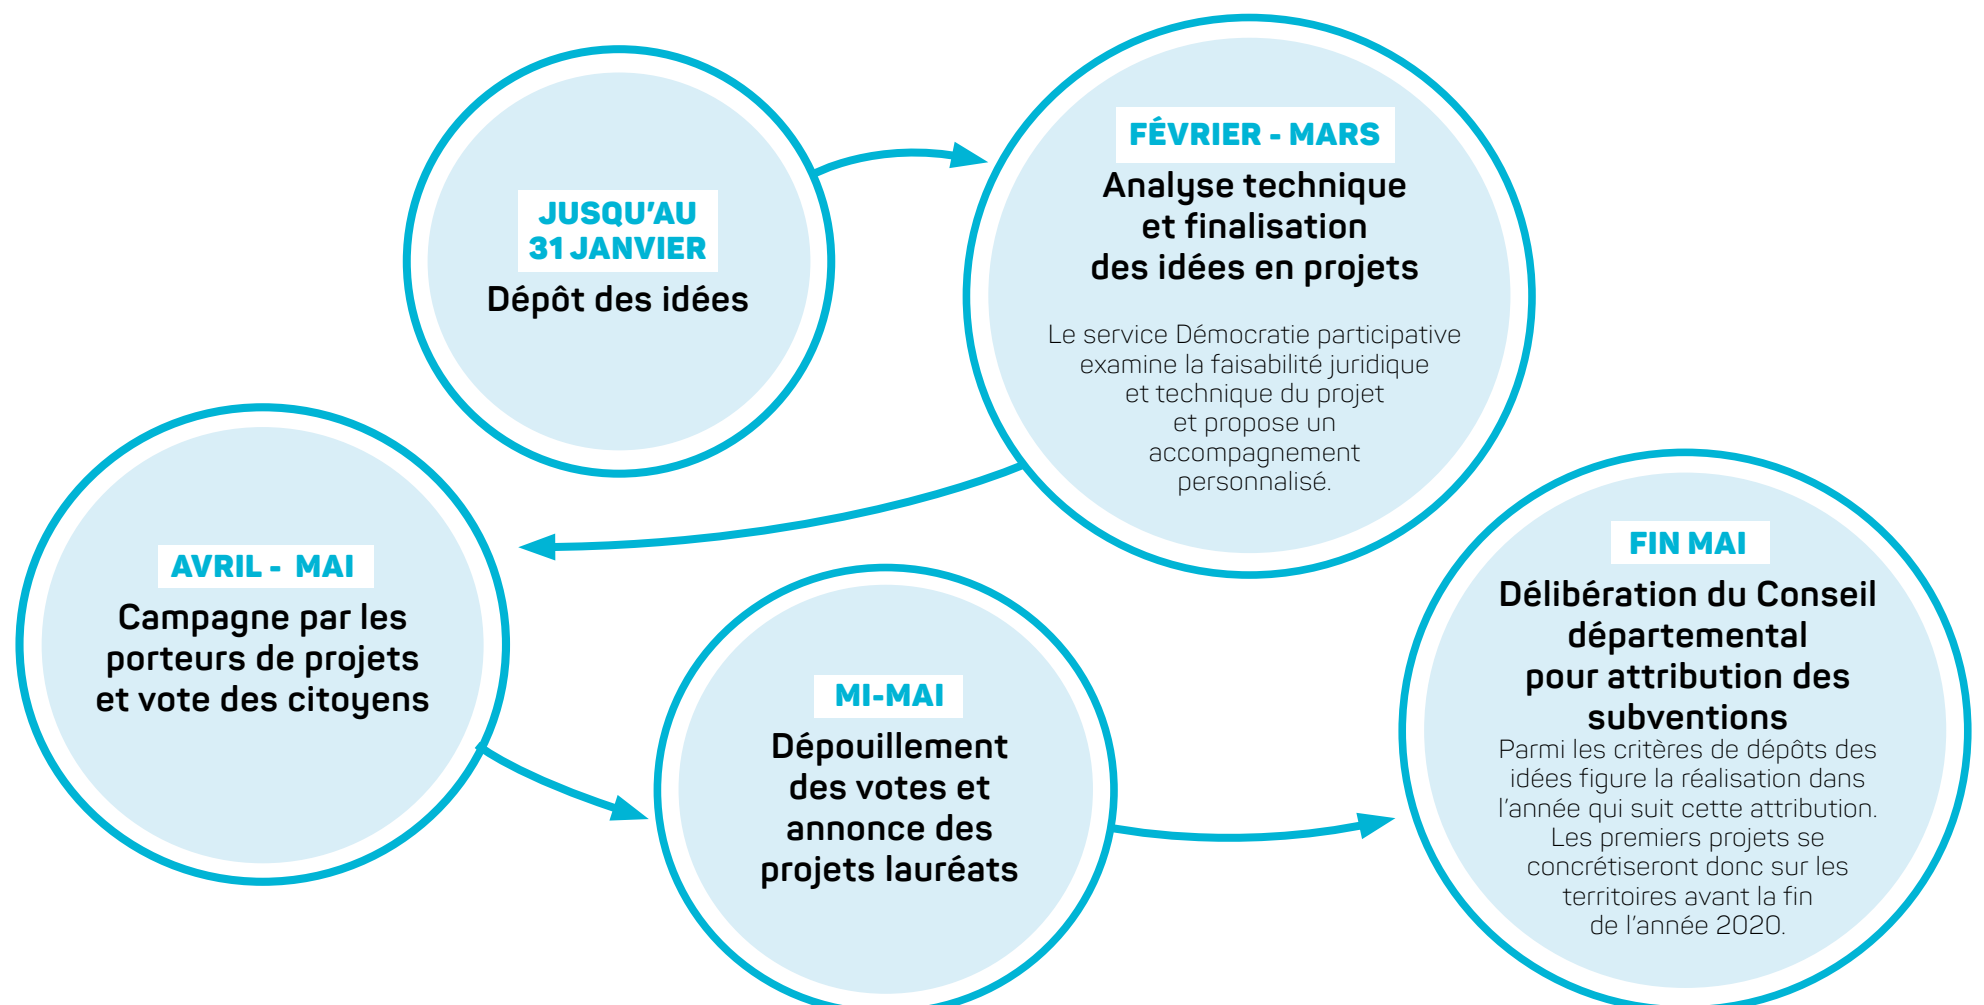 JUSQU'AU
31 JANVIER
Dépôt des idées
FÉVRIER - MARS
Analyse technique
et finalisation
des idées en projets
Le service Démocratie participative
examine la faisabilité juridique
et technique du projet
et propose un
accompagnement
personnalisé.
AVRIL - MAI
Campagne par les
porteurs de projets
et vote des citoyens
MI-MAI
Dépouillement
des votes et
annonce des
projets lauréats
FIN MAI
Délibération du Conseil
départemental
pour attribution des
subventions
Parmi les critères de dépôts des
idées figure la réalisation dans
l'année qui suit cette attribution.
Les premiers projets se
concrétiseront donc sur les
territoires avant la fin
de l'année 2020.